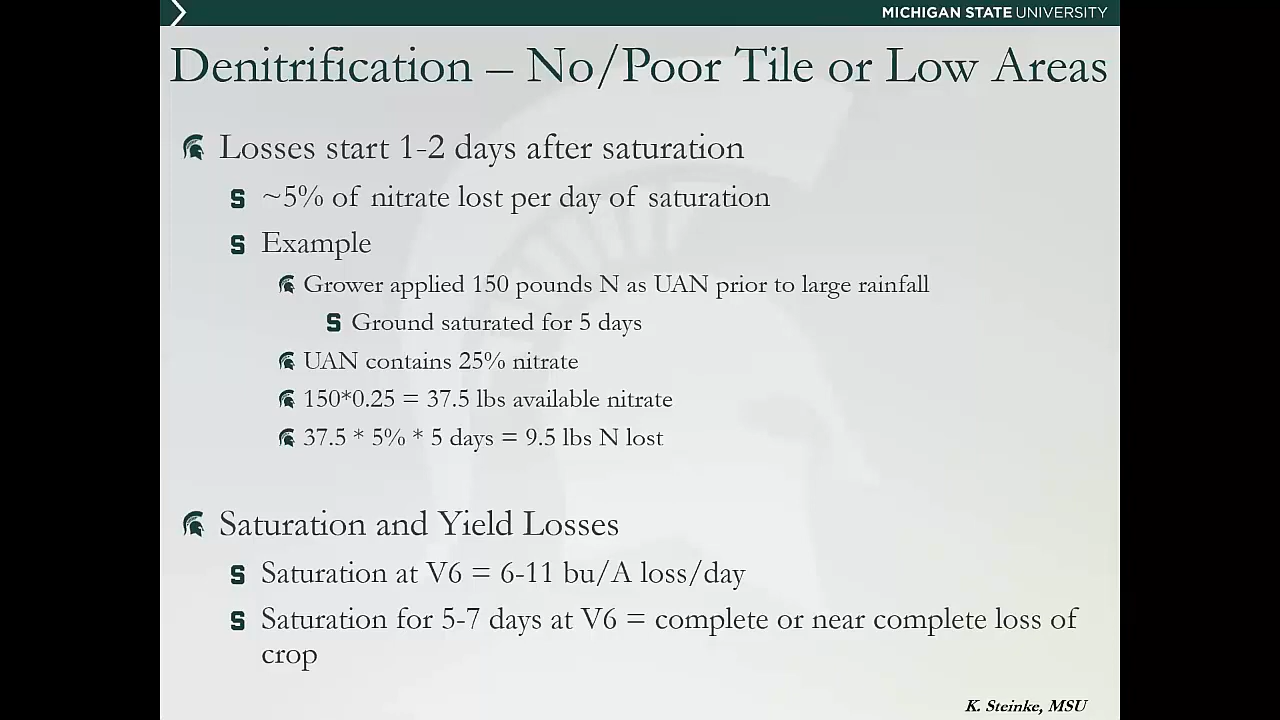 MICHIGAN STATE UNIVERSITY
Denitrification – No/Poor Tile or Low Areas
Losses start 1-2 days after saturation
~5% of nitrate lost per day of saturation
Example
Grower applied 150 pounds N as UAN prior to large rainfall
Ground saturated for 5 days
UAN contains 25% nitrate
150*0.25 = 37.5 lbs available nitrate
37.5 * 5% * 5 days = 9.5 lbs N lost
Saturation and Yield Losses
Saturation at V6 = 6-11 bu/A loss/day
Saturation for 5-7 days at V6 = complete or near complete loss of
crop
K. Steinke, MSU